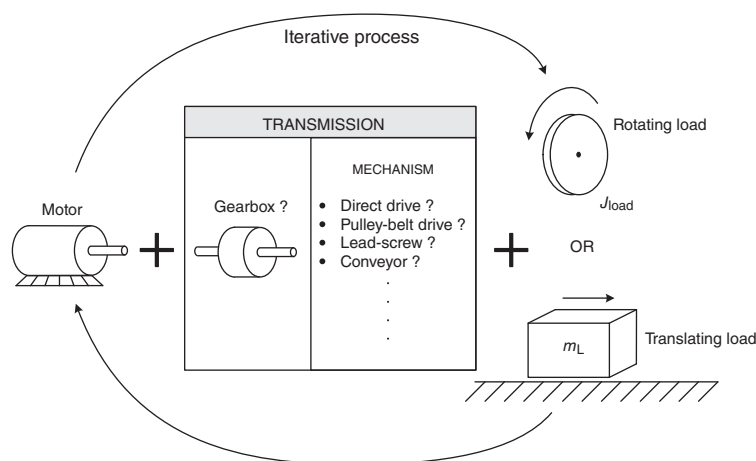 Iterative process
TRANSMISSION
Motor
Gearbox ?
MECHANISM
• Direct drive ?
• Pulley-belt drive ?
• Lead-screw ?
• Conveyor ?
Rotating load
Jload
OR
mL
Translating load